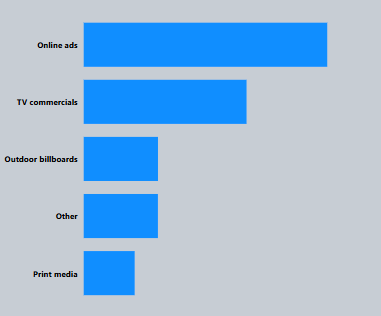 Online ads
TV commercials
Outdoor billboards
Other
Print media